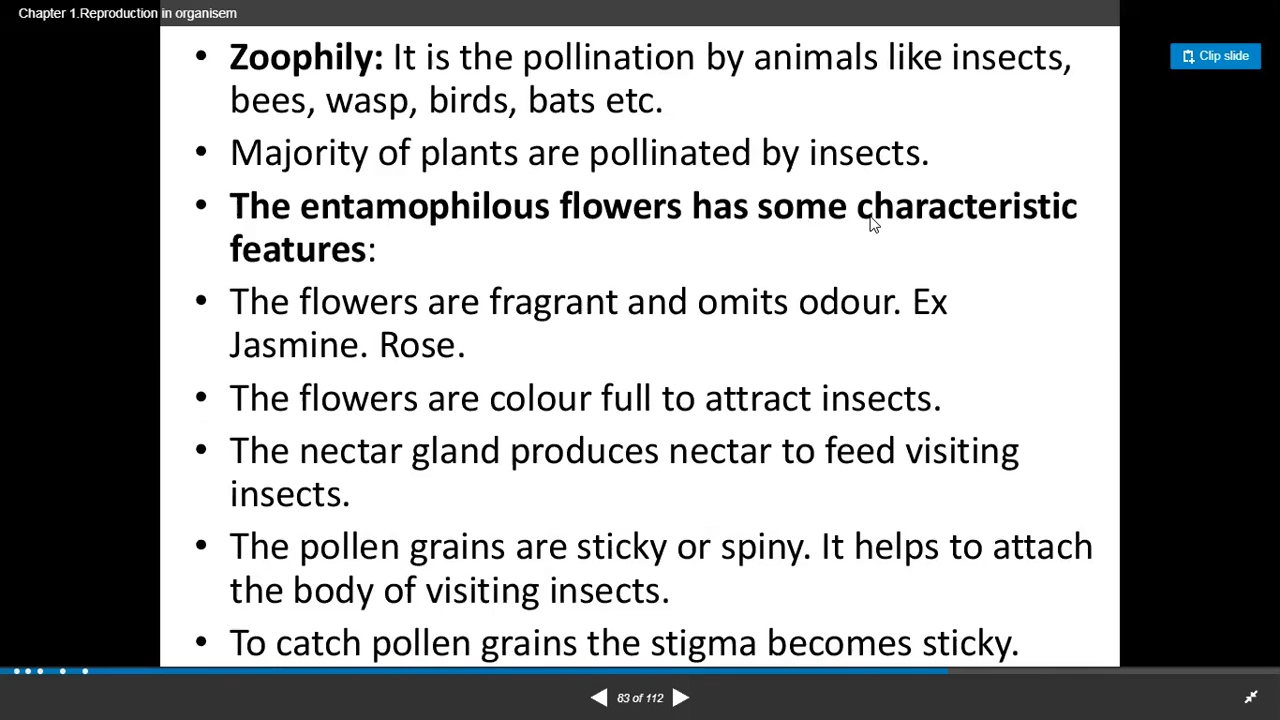 Chapter 1.Reproduction in organisem
Clip slide
• Zoophily: It is the pollination by animals like insects,
bees, wasp, birds, bats etc.
• Majority of plants are pollinated by insects.
• The entamophilous flowers has some characteristic
features:
• The flowers are fragrant and omits odour. Ex
Jasmine. Rose.
• The flowers are colour full to attract insects.
• The nectar gland produces nectar to feed visiting
insects.
• The pollen grains are sticky or spiny. It helps to attach
the body of visiting insects.
• To catch pollen grains the stigma becomes sticky.
83 of 112